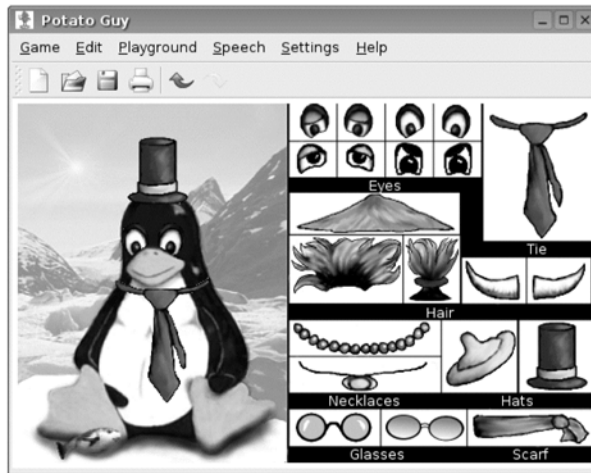 Potato Guy
Game Edit Playground Speech Settings Help
Eyes
Tie
Hair
Necklaces Hats
Glasses Scarf